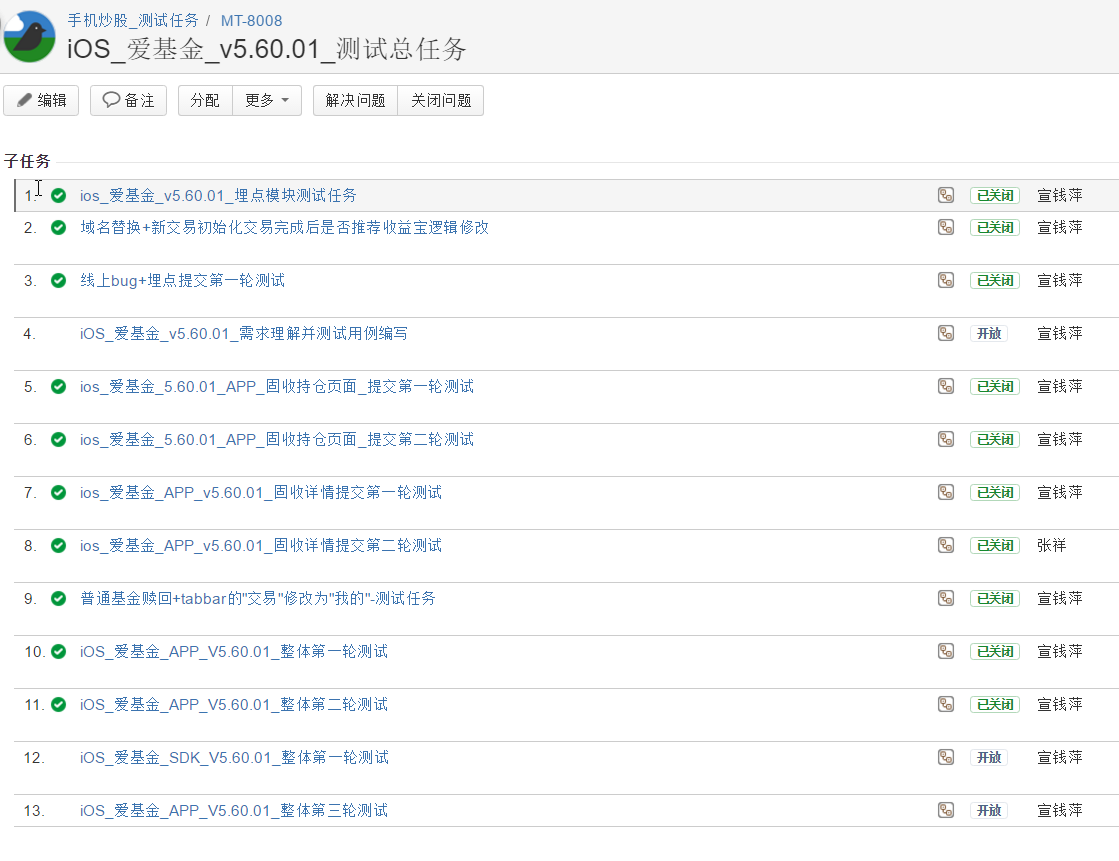 手机炒股_测试任务 / MT-8008
iOS_爱基金_v5.60.01_测试总任务
编辑 备注 分配 更多 解决问题 关闭问题
子任务
1. ios_爱基金_v5.60.01_埋点模块测试任务 已关闭 宣钱萍
2. 域名替换+新交易初始化交易完成后是否推荐收益宝逻辑修改 已关闭 宣钱萍
3. 线上bug+埋点提交第一轮测试 已关闭 宣钱萍
4. iOS_爱基金_v5.60.01_需求理解并测试用例编写 开放 宣钱萍
5. ios_爱基金_5.60.01_APP_固收持仓页面_提交第一轮测试 已关闭 宣钱萍
6. ios_爱基金_5.60.01_APP_固收持仓页面_提交第二轮测试 已关闭 宣钱萍
7. ios_爱基金_APP_v5.60.01_固收详情提交第一轮测试 已关闭 宣钱萍
8. ios_爱基金_APP_v5.60.01_固收详情提交第二轮测试 已关闭 张祥
9. 普通基金赎回+tabbar的"交易"修改为"我的"-测试任务 已关闭 宣钱萍
10. iOS_爱基金_APP_V5.60.01_整体第一轮测试 已关闭 宣钱萍
11. iOS_爱基金_APP_V5.60.01_整体第二轮测试 已关闭 宣钱萍
12. iOS_爱基金_SDK_V5.60.01_整体第一轮测试 开放 宣钱萍
13. iOS_爱基金_APP_V5.60.01_整体第三轮测试 开放 宣钱萍